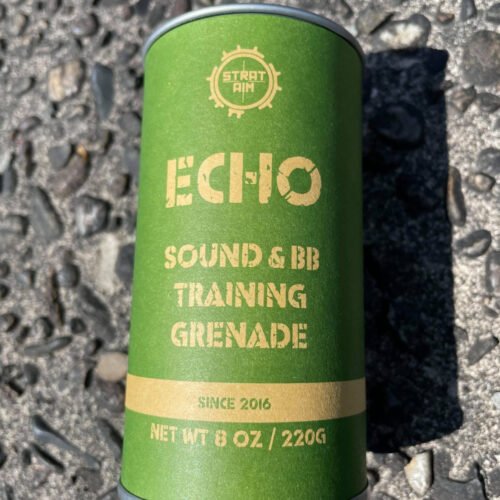 STRAT
AIM
ECHO
SOUND & BB
TRAINING
GRENADE
SINCE 2016
NET WT 8 OZ / 220G